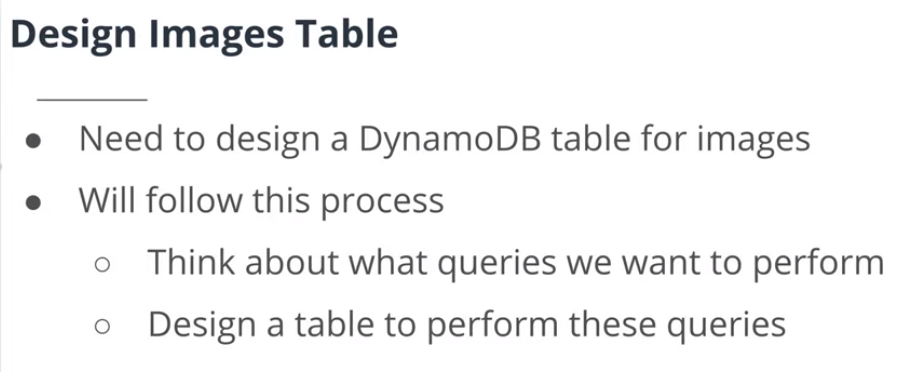 Design Images Table
● Need to design a DynamoDB table for images
● Will follow this process
○ Think about what queries we want to perform
○ Design a table to perform these queries